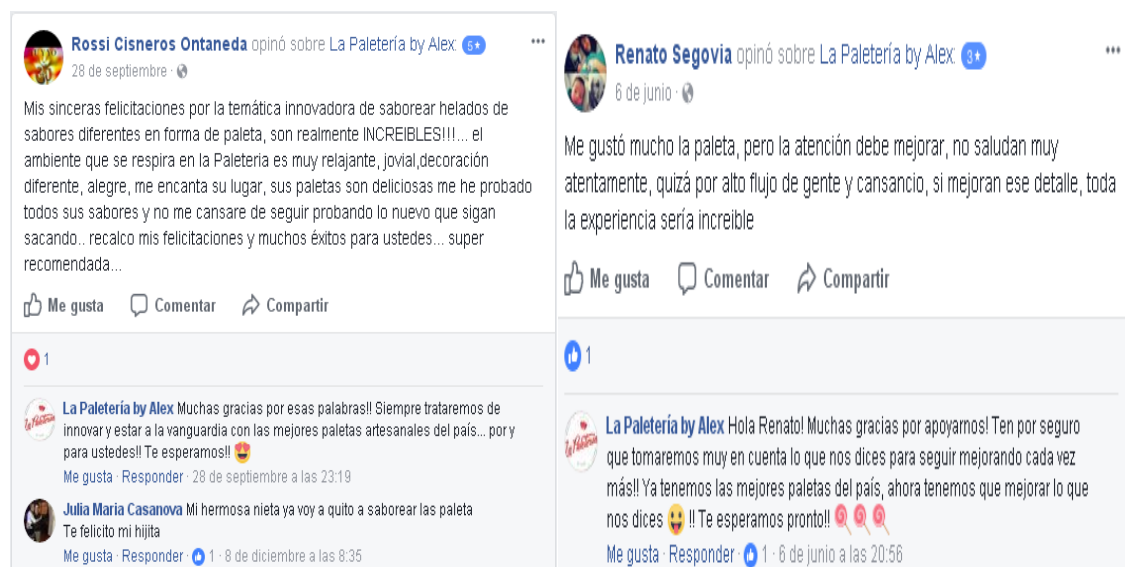 Rossi Cisneros Ontaneda opinó sobre La Paletería by Alex: 5★
28 de septiembre ·
Mis sinceras felicitaciones por la temática innovadora de saborear helados de
sabores diferentes en forma de paleta, son realmente INCREIBLES!!!... el
ambiente que se respira en la Paleteria es muy relajante, jovial,decoración
diferente, alegre, me encanta su lugar, sus paletas son deliciosas me he probado
todos sus sabores y no me cansare de seguir probando lo nuevo que sigan
sacando.. recalco mis felicitaciones y muchos éxitos para ustedes... super
recomendada...
Me gusta Comentar Compartir
1
La Paletería by Alex Muchas gracias por esas palabras!! Siempre trataremos de
innovar y estar a la vanguardia con las mejores paletas artesanales del país... por y
para ustedes!! Te esperamos!! 😍
Me gusta · Responder · 28 de septiembre a las 23:19
Julia Maria Casanova Mi hermosa nieta ya voy a quito a saborear las paleta
Te felicito mi hijita
Me gusta · Responder · 1 · 8 de diciembre a las 8:35
Renato Segovia opinó sobre La Paletería by Alex: 3★
6 de junio ·
Me gustó mucho la paleta, pero la atención debe mejorar, no saludan muy
atentamente, quizá por alto flujo de gente y cansancio, si mejoran ese detalle, toda
la experiencia sería increible
Me gusta Comentar Compartir
1
La Paletería by Alex Hola Renato! Muchas gracias por apoyarnos! Ten por seguro
que tomaremos muy en cuenta lo que nos dices para seguir mejorando cada vez
más!! Ya tenemos las mejores paletas del país, ahora tenemos que mejorar lo que
nos dices 😛 !! Te esperamos pronto!! 🍭🍭🍭
Me gusta · Responder · 1 · 6 de junio a las 20:56